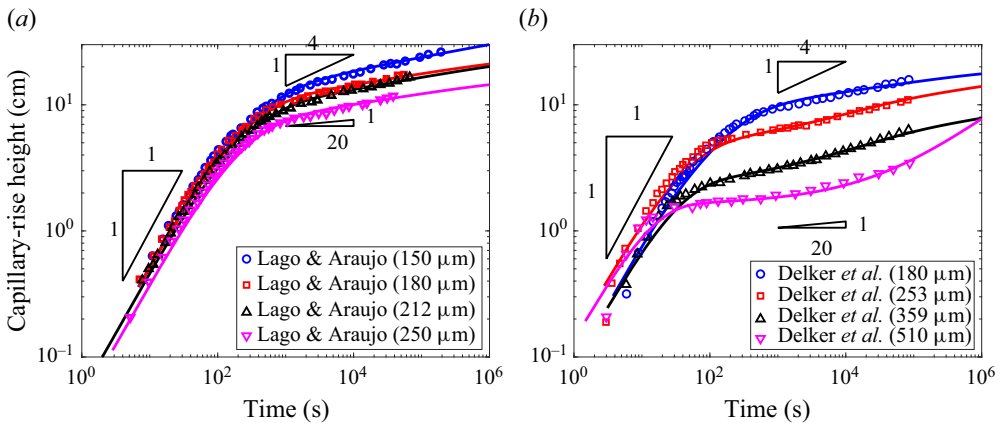 (a)
(b)
Capillary-rise height (cm)
10¹
10⁰
10⁻¹
4
1
1
1
1
20
Lago & Araujo (150 μm)
Lago & Araujo (180 μm)
Lago & Araujo (212 μm)
Lago & Araujo (250 μm)
10⁰ 10² 10⁴ 10⁶
Time (s)
10¹
10⁰
10⁻¹
4
1
1
1
1
20
Delker et al. (180 μm)
Delker et al. (253 μm)
Delker et al. (359 μm)
Delker et al. (510 μm)
10⁰ 10² 10⁴ 10⁶
Time (s)